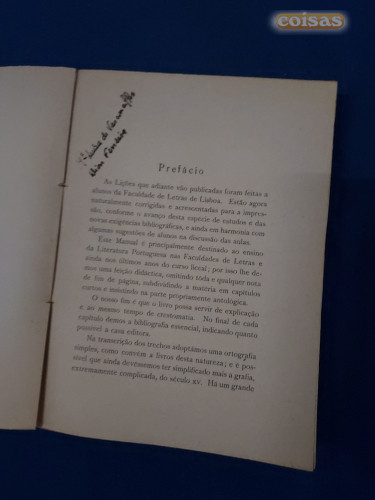 coisas
Prefácio
As Lições que adiante vão publicadas foram feitas a
alunos da Faculdade de Letras de Lisboa. Estão agora
naturalmente corrigidas e acrescentadas para a impres-
são, conforme o avanço desta espécie de estudos e das
novas exigências bibliográficas, e ainda em harmonia com
algumas sugestões de alunos na discussão das aulas.
Êste Manual é principalmente destinado ao ensino
da Literatura Portuguesa nas Faculdades de Letras e
ainda nos últimos anos do curso liceal; por isso lhe de-
mos uma feição didática, omitindo toda e qualquer nota
de fim de página, subdividindo a matéria em capítulos
curtos e insistindo na parte propriamente antológica.
O nosso fim é que o livro possa servir de explicação
e ao mesmo tempo de crestomatia. No final de cada
capítulo demos a bibliografia essencial, indicando quanto
possível a casa editora.
Na transcrição dos trechos adoptámos uma ortografia
simples, como convém a livros desta natureza; e é pos-
sível que ainda devêssemos ter simplificado mais a grafia,
extremamente complicada, do século XV. Há um grande